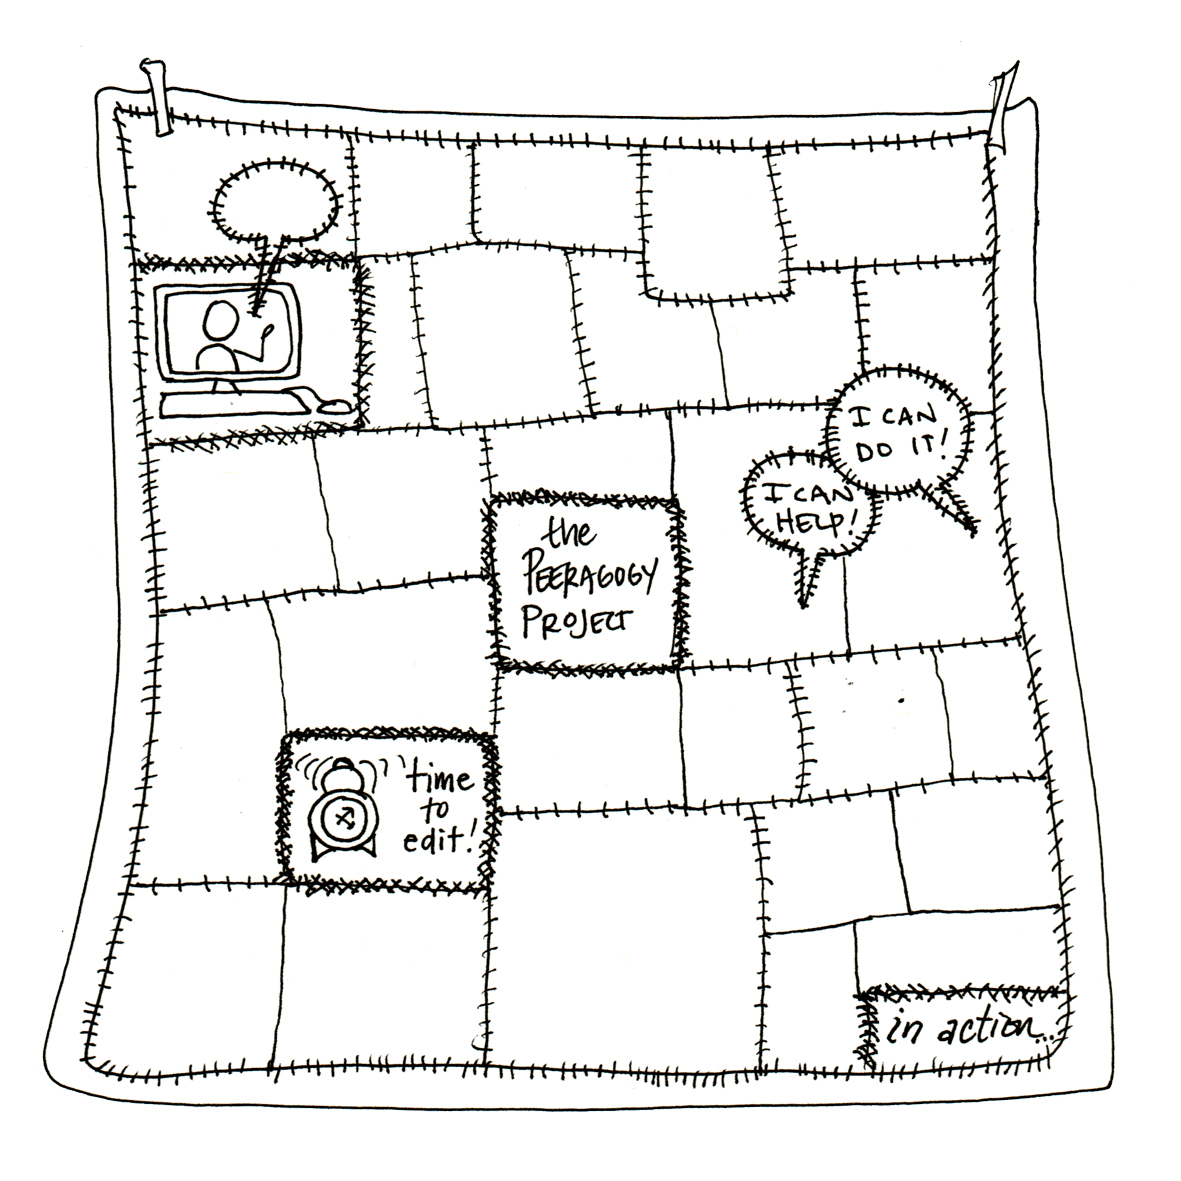 I CAN
DO IT!
I CAN
HELP!
the
PEERAGOGY
PROJECT
time
to
edit!
in action...